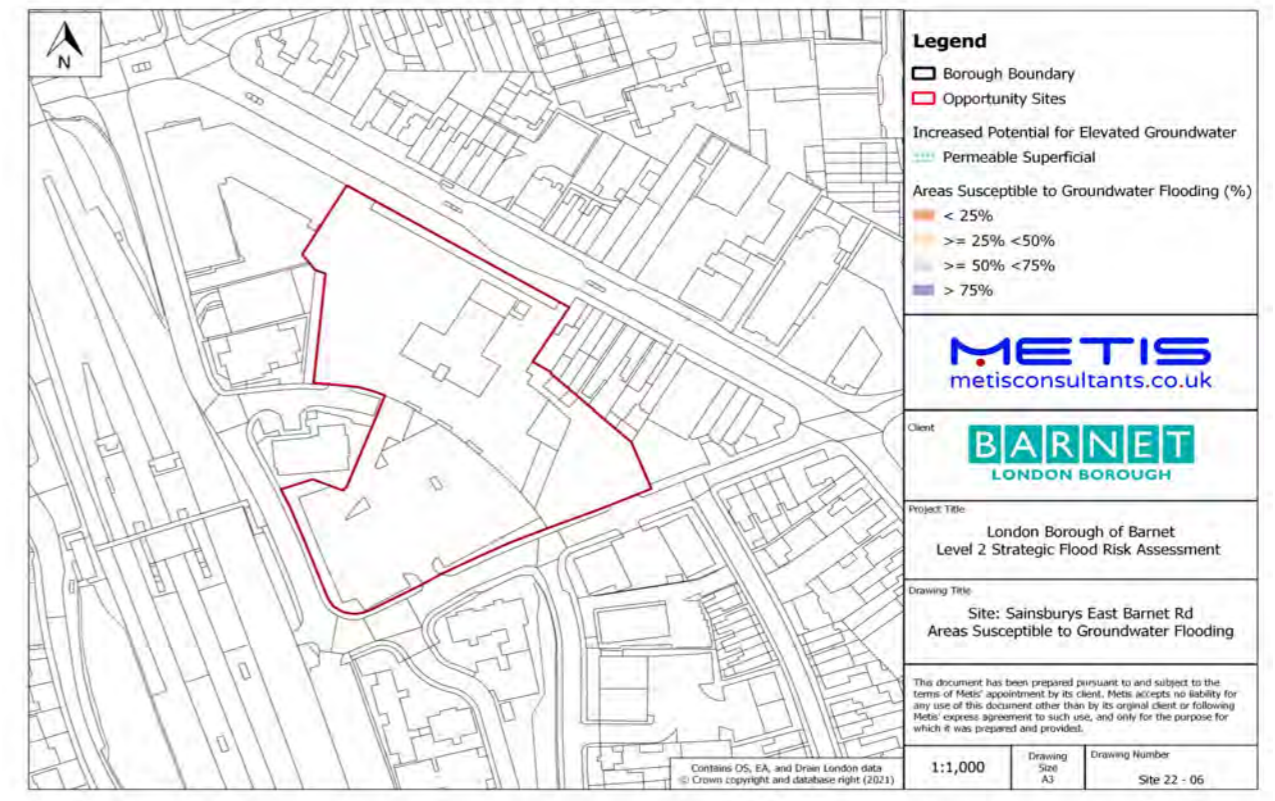 N
Legend
Borough Boundary
Opportunity Sites
Increased Potential for Elevated Groundwater
Permeable Superficial
Areas Susceptible to Groundwater Flooding (%)
< 25%
>= 25% <50%
>= 50% <75%
> 75%
METIS
metisconsultants.co.uk
Client
BARNET
LONDON BOROUGH
Project Title
London Borough of Barnet
Level 2 Strategic Flood Risk Assessment
Drawing Title
Site: Sainsburys East Barnet Rd
Areas Susceptible to Groundwater Flooding
This document has been prepared pursuant to and subject to the
terms of Metis' appointment by its client. Metis accepts no liability for
any use of this document other than by its orginal client or following
Metis' express agreement to such use, and only for the purpose for
which it was prepared and provided.
1:1,000
Drawing
Size
A3
Drawing Number
Site 22 - 06
Contains OS, EA, and Drain London data
© Crown copyright and database right (2021)